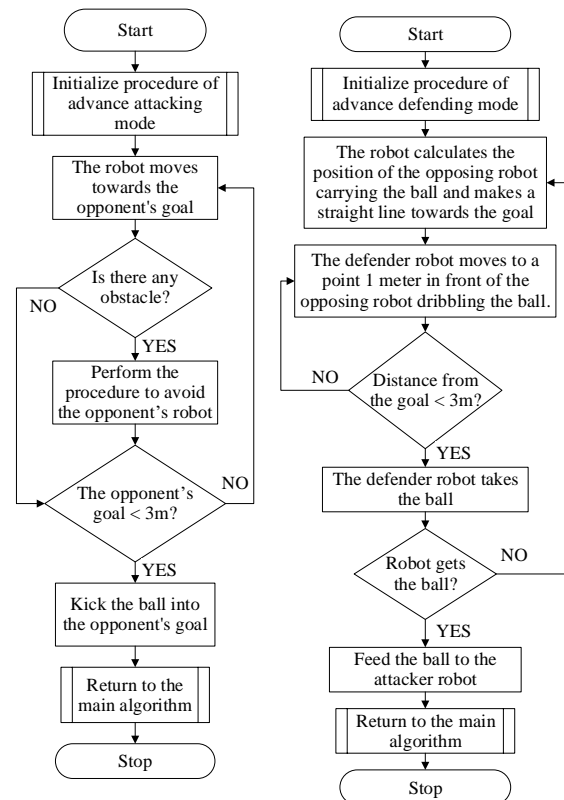 Start
Initialize procedure of
advance attacking
mode
The robot moves
towards the
opponent's goal
Is there any
obstacle?
NO
YES
Perform the
procedure to avoid
the opponent’s robot
The opponent’s
goal < 3m?
NO
YES
Kick the ball into
the opponent's goal
Return to the
main algorithm
Stop
Start
Initialize procedure of
advance defending mode
The robot calculates the
position of the opposing robot
carrying the ball and makes a
straight line towards the goal
The defender robot moves to a
point 1 meter in front of the
opposing robot dribbling the ball.
NO
Distance from
the goal < 3m?
YES
The defender robot takes
the ball
Robot gets
the ball?
NO
YES
Feed the ball to the
attacker robot
Return to the main
algorithm
Stop